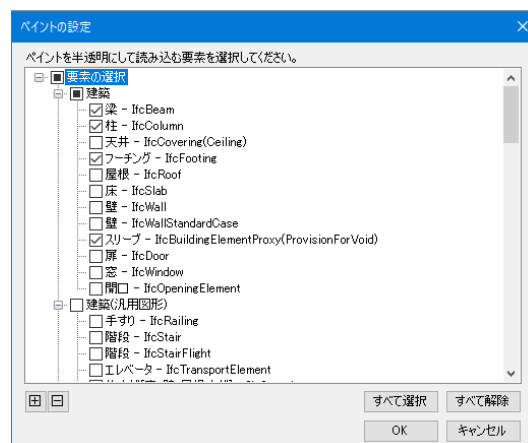 ペイントの設定
ペイントを半透明にして読み込む要素を選択してください。
要素の選択
建築
梁 - IfcBeam
柱 - IfcColumn
天井 - IfcCovering(Ceiling)
フーチング - IfcFooting
屋根 - IfcRoof
床 - IfcSlab
壁 - IfcWall
壁 - IfcWallStandardCase
スリーブ - IfcBuildingElementProxy(ProvisionForVoid)
扉 - IfcDoor
窓 - IfcWindow
開口 - IfcOpeningElement
建築(汎用図形)
手すり - IfcRailing
階段 - IfcStair
階段 - IfcStairFlight
エレベータ - IfcTransportElement
すべて選択 すべて解除
OK キャンセル